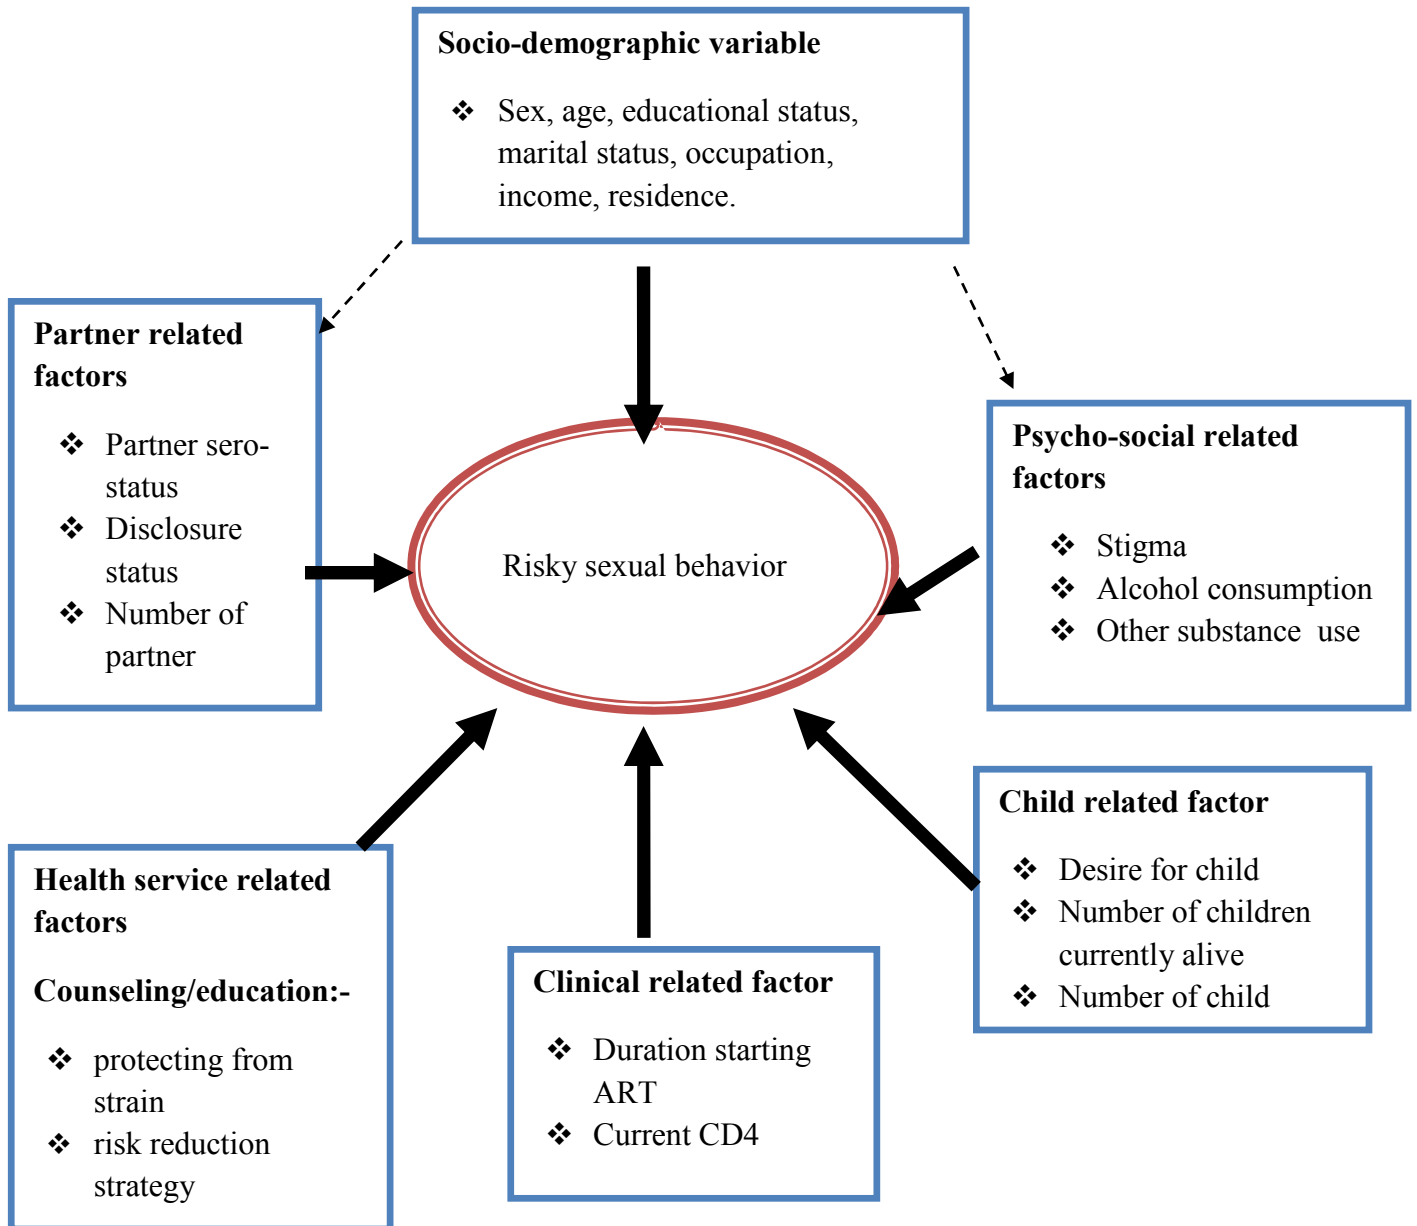 Socio-demographic variable
❖ Sex, age, educational status,
marital status, occupation,
income, residence.
Partner related
factors
❖ Partner sero-
status
❖ Disclosure
status
❖ Number of
partner
Risky sexual behavior
Psycho-social related
factors
❖ Stigma
❖ Alcohol consumption
❖ Other substance  use
Health service related
factors
Counseling/education:-
❖ protecting from
strain
❖ risk reduction
strategy
Clinical related factor
❖ Duration starting
ART
❖ Current CD4
Child related factor
❖ Desire for child
❖ Number of children
currently alive
❖ Number of child